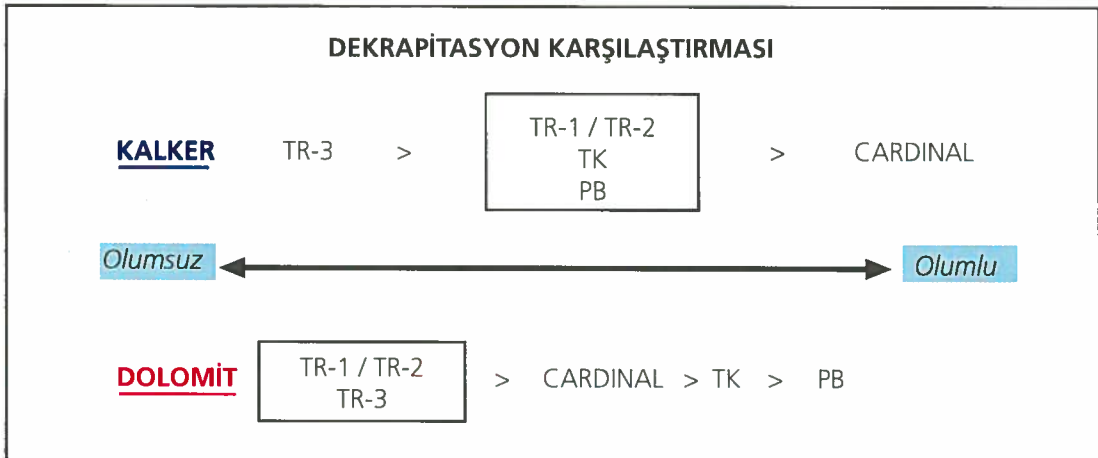 DEKRAPİTASYON KARŞILAŞTIRMASI
KALKER TR-3 > TR-1 / TR-2 > CARDINAL
TK
PB
Olumsuz Olumlu
DOLOMİT TR-1 / TR-2 > CARDINAL > TK > PB
TR-3